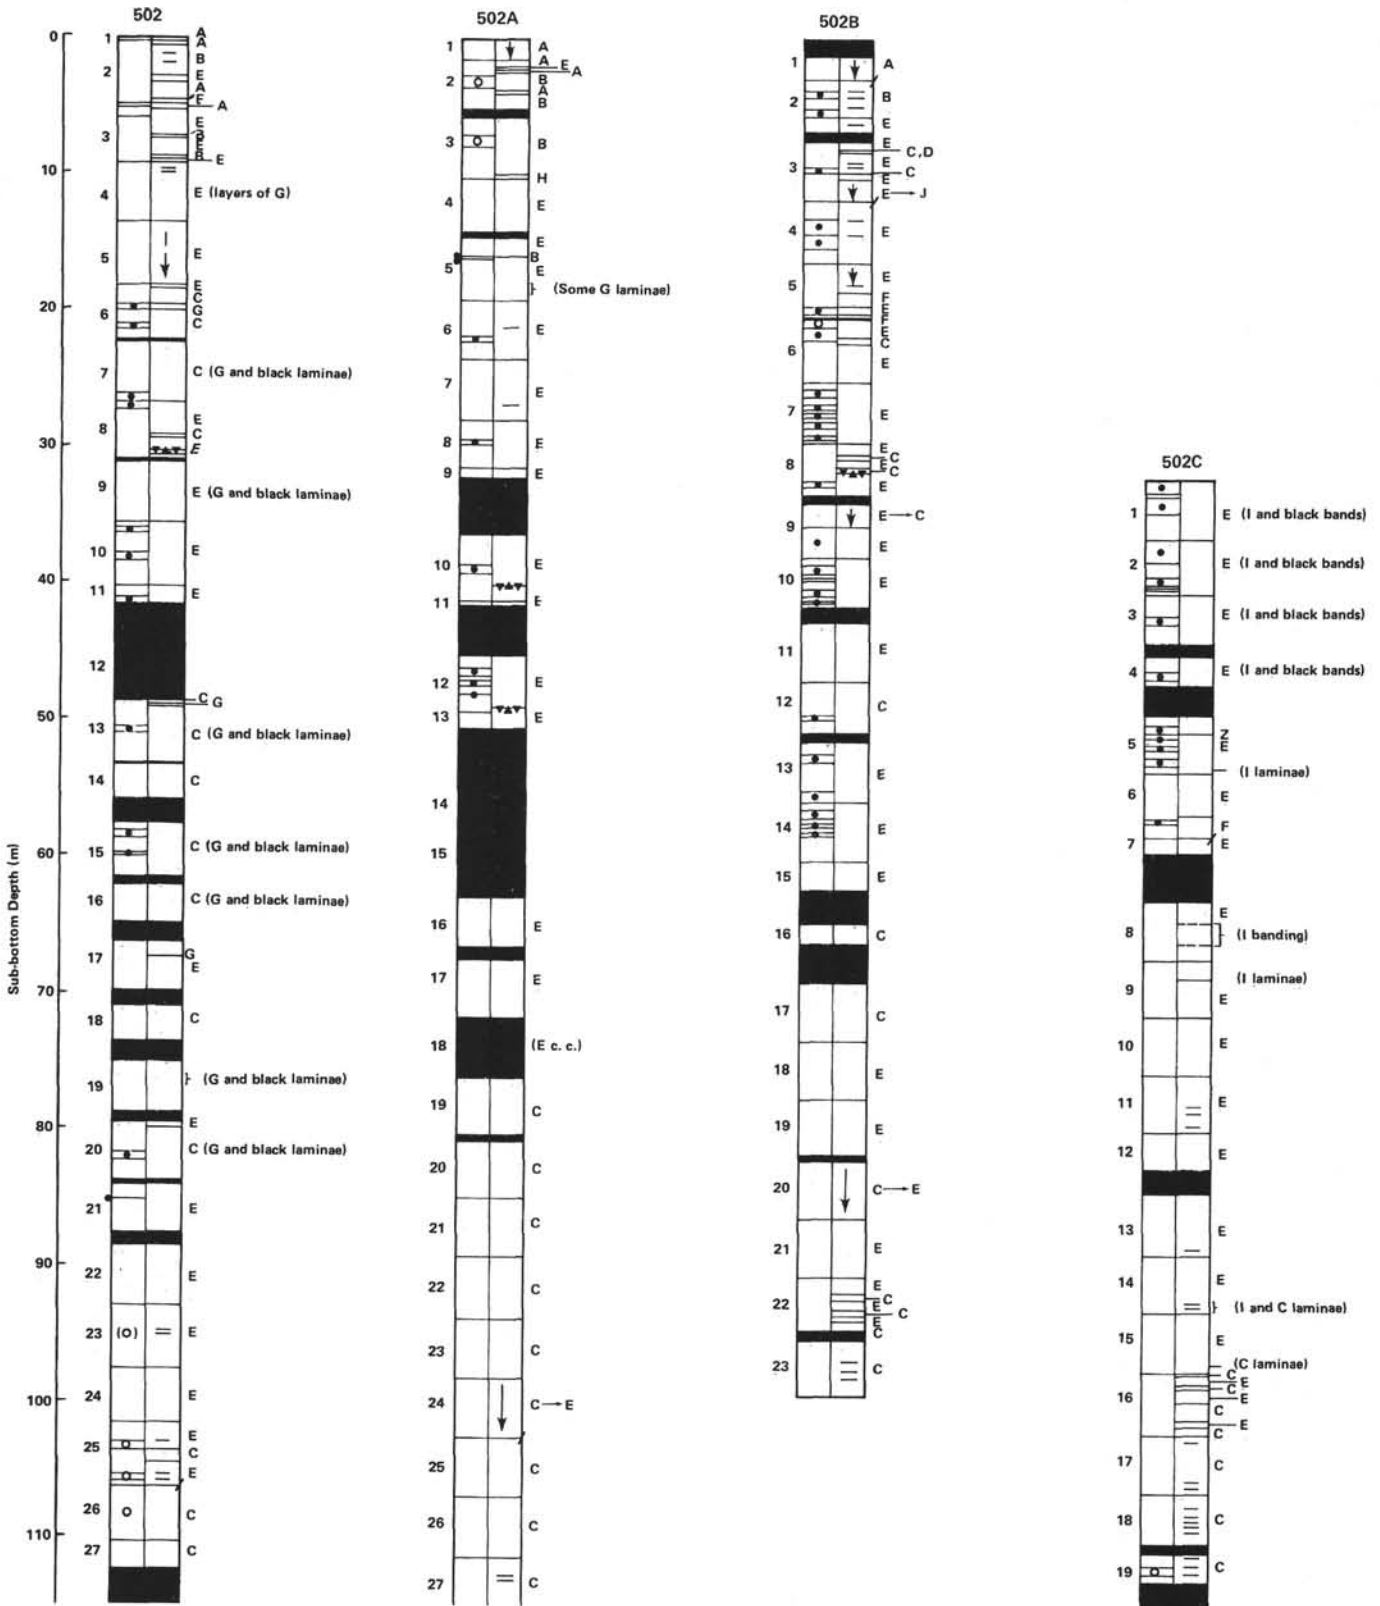 502
502A
502B
502C
Sub-bottom Depth (m)
0
10
20
30
40
50
60
70
80
90
100
110
1
A
A
B
2
E
A
F
A
E
3
B
E
B
E
4
E (layers of G)
5
E
E
C
6
G
C
7
C (G and black laminae)
E
8
C
E
9
E (G and black laminae)
10
E
11
E
12
C
G
13
C (G and black laminae)
14
C
15
C (G and black laminae)
16
C (G and black laminae)
17
G
E
18
C
19
(G and black laminae)
E
20
C (G and black laminae)
21
E
22
E
23
E
24
E
25
E
C
E
26
C
27
C
1
A
A
E
A
2
B
A
B
3
B
H
4
E
E
B
5
E
(Some G laminae)
6
E
7
E
8
E
9
E
10
E
11
E
12
E
13
E
14
15
16
E
17
E
18
(E c.c.)
19
C
20
C
21
C
22
C
23
C
24
C → E
25
C
26
C
27
C
1
A
2
B
E
E
C,D
3
E
C
E
E → J
4
E
E
5
F
E
F
E
C
6
E
7
E
E
C
8
E
C
E
E → C
9
E
10
E
11
E
12
C
13
E
14
E
15
E
16
C
17
C
18
E
19
E
20
C → E
21
E
E
C
22
E
C
E
C
23
C
1
E (I and black bands)
2
E (I and black bands)
3
E (I and black bands)
4
E (I and black bands)
Z
5
E
(I laminae)
6
E
F
7
E
E
8
(I banding)
(I laminae)
9
E
10
E
11
E
12
E
13
E
14
E
(I and C laminae)
15
E
(C laminae)
C
E
C
16
E
C
E
C
17
C
18
C
19
C